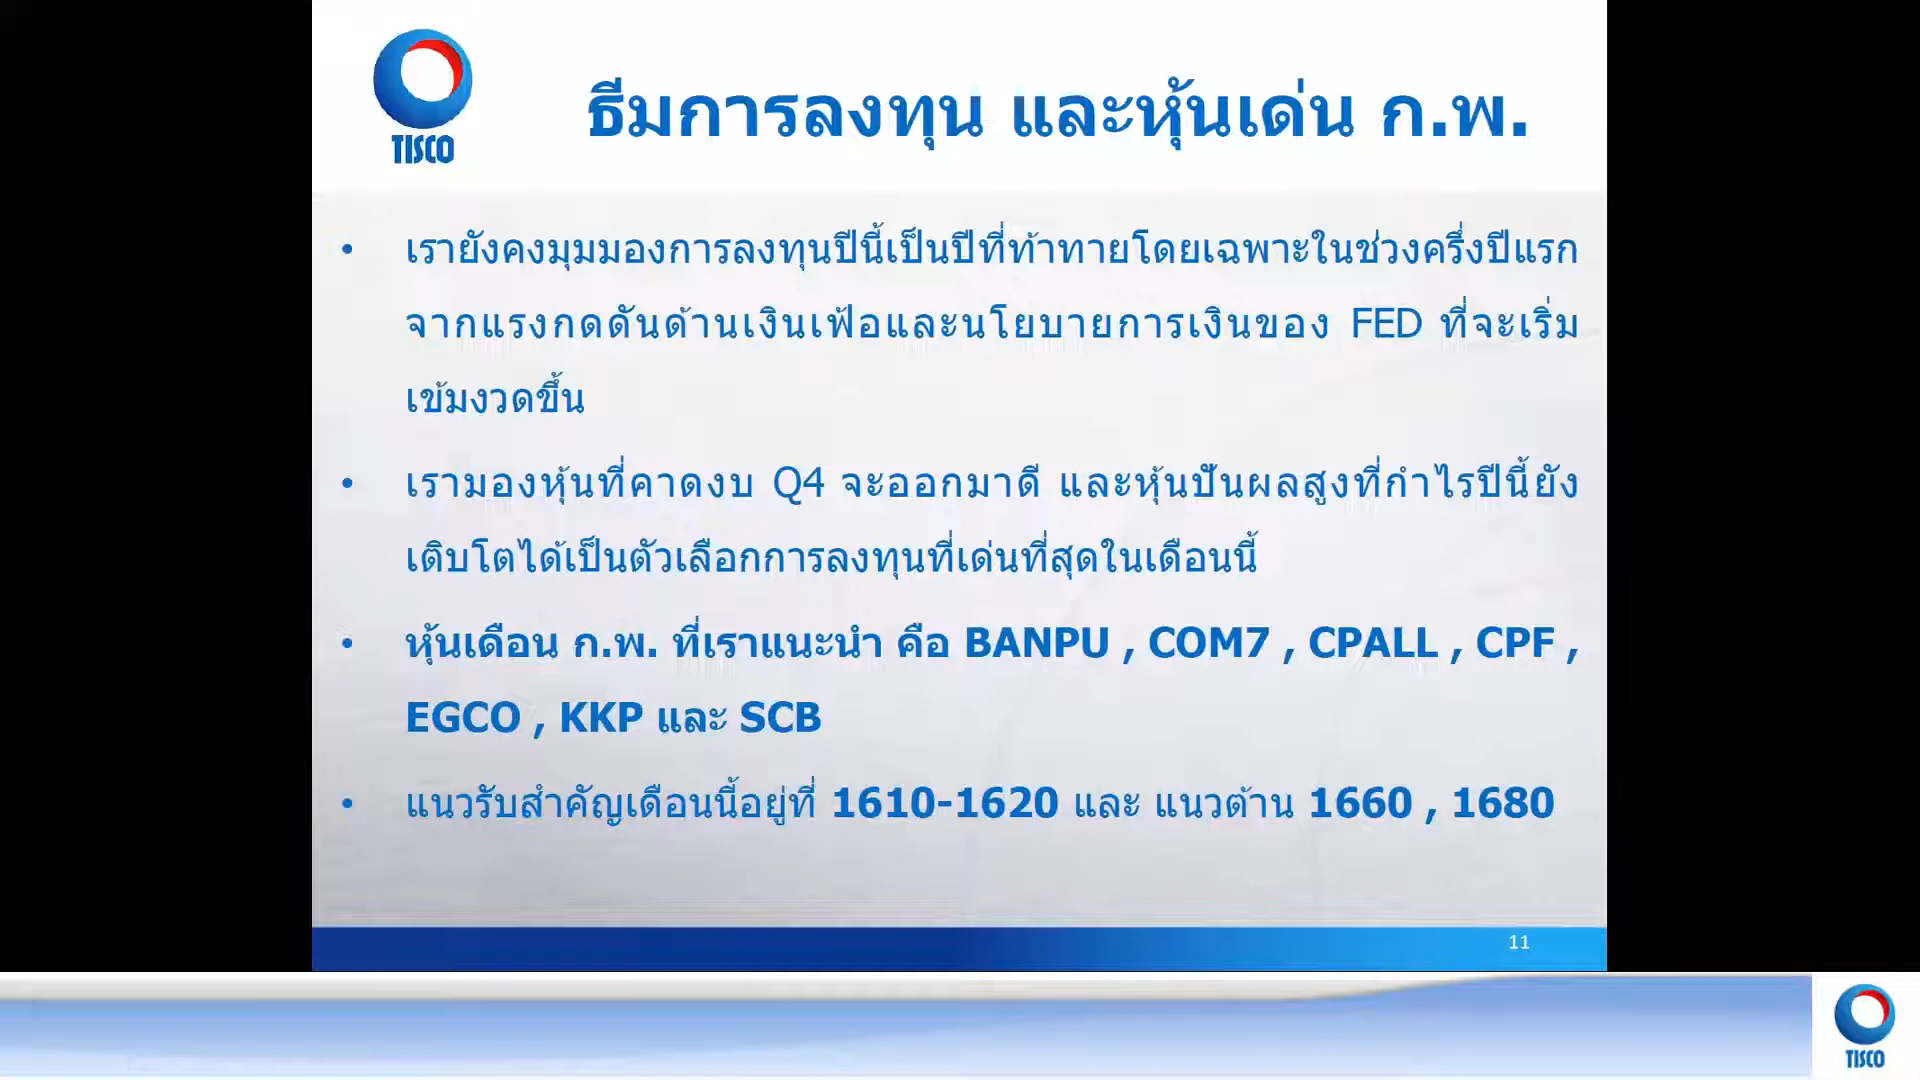 TISCO
ธีมการลงทุน และหุ้นเด่น ก.พ.
• เรายังคงมุมมองการลงทุนปีนี้เป็นปีที่ท้าทายโดยเฉพาะในช่วงครึ่งปีแรก
จากแรงกดดันด้านเงินเฟ้อและนโยบายการเงินของ FED ที่จะเริ่ม
เข้มงวดขึ้น
• เรามองหุ้นที่คาดงบ Q4 จะออกมาดี และหุ้นปันผลสูงที่กำไรปีนี้ยัง
เติบโตได้เป็นตัวเลือกการลงทุนที่เด่นที่สุดในเดือนนี้
• หุ้นเดือน ก.พ. ที่เราแนะนำ คือ BANPU , COM7 , CPALL , CPF ,
EGCO , KKP และ SCB
• แนวรับสำคัญเดือนนี้อยู่ที่ 1610-1620 และ แนวต้าน 1660 , 1680
11
TISCO